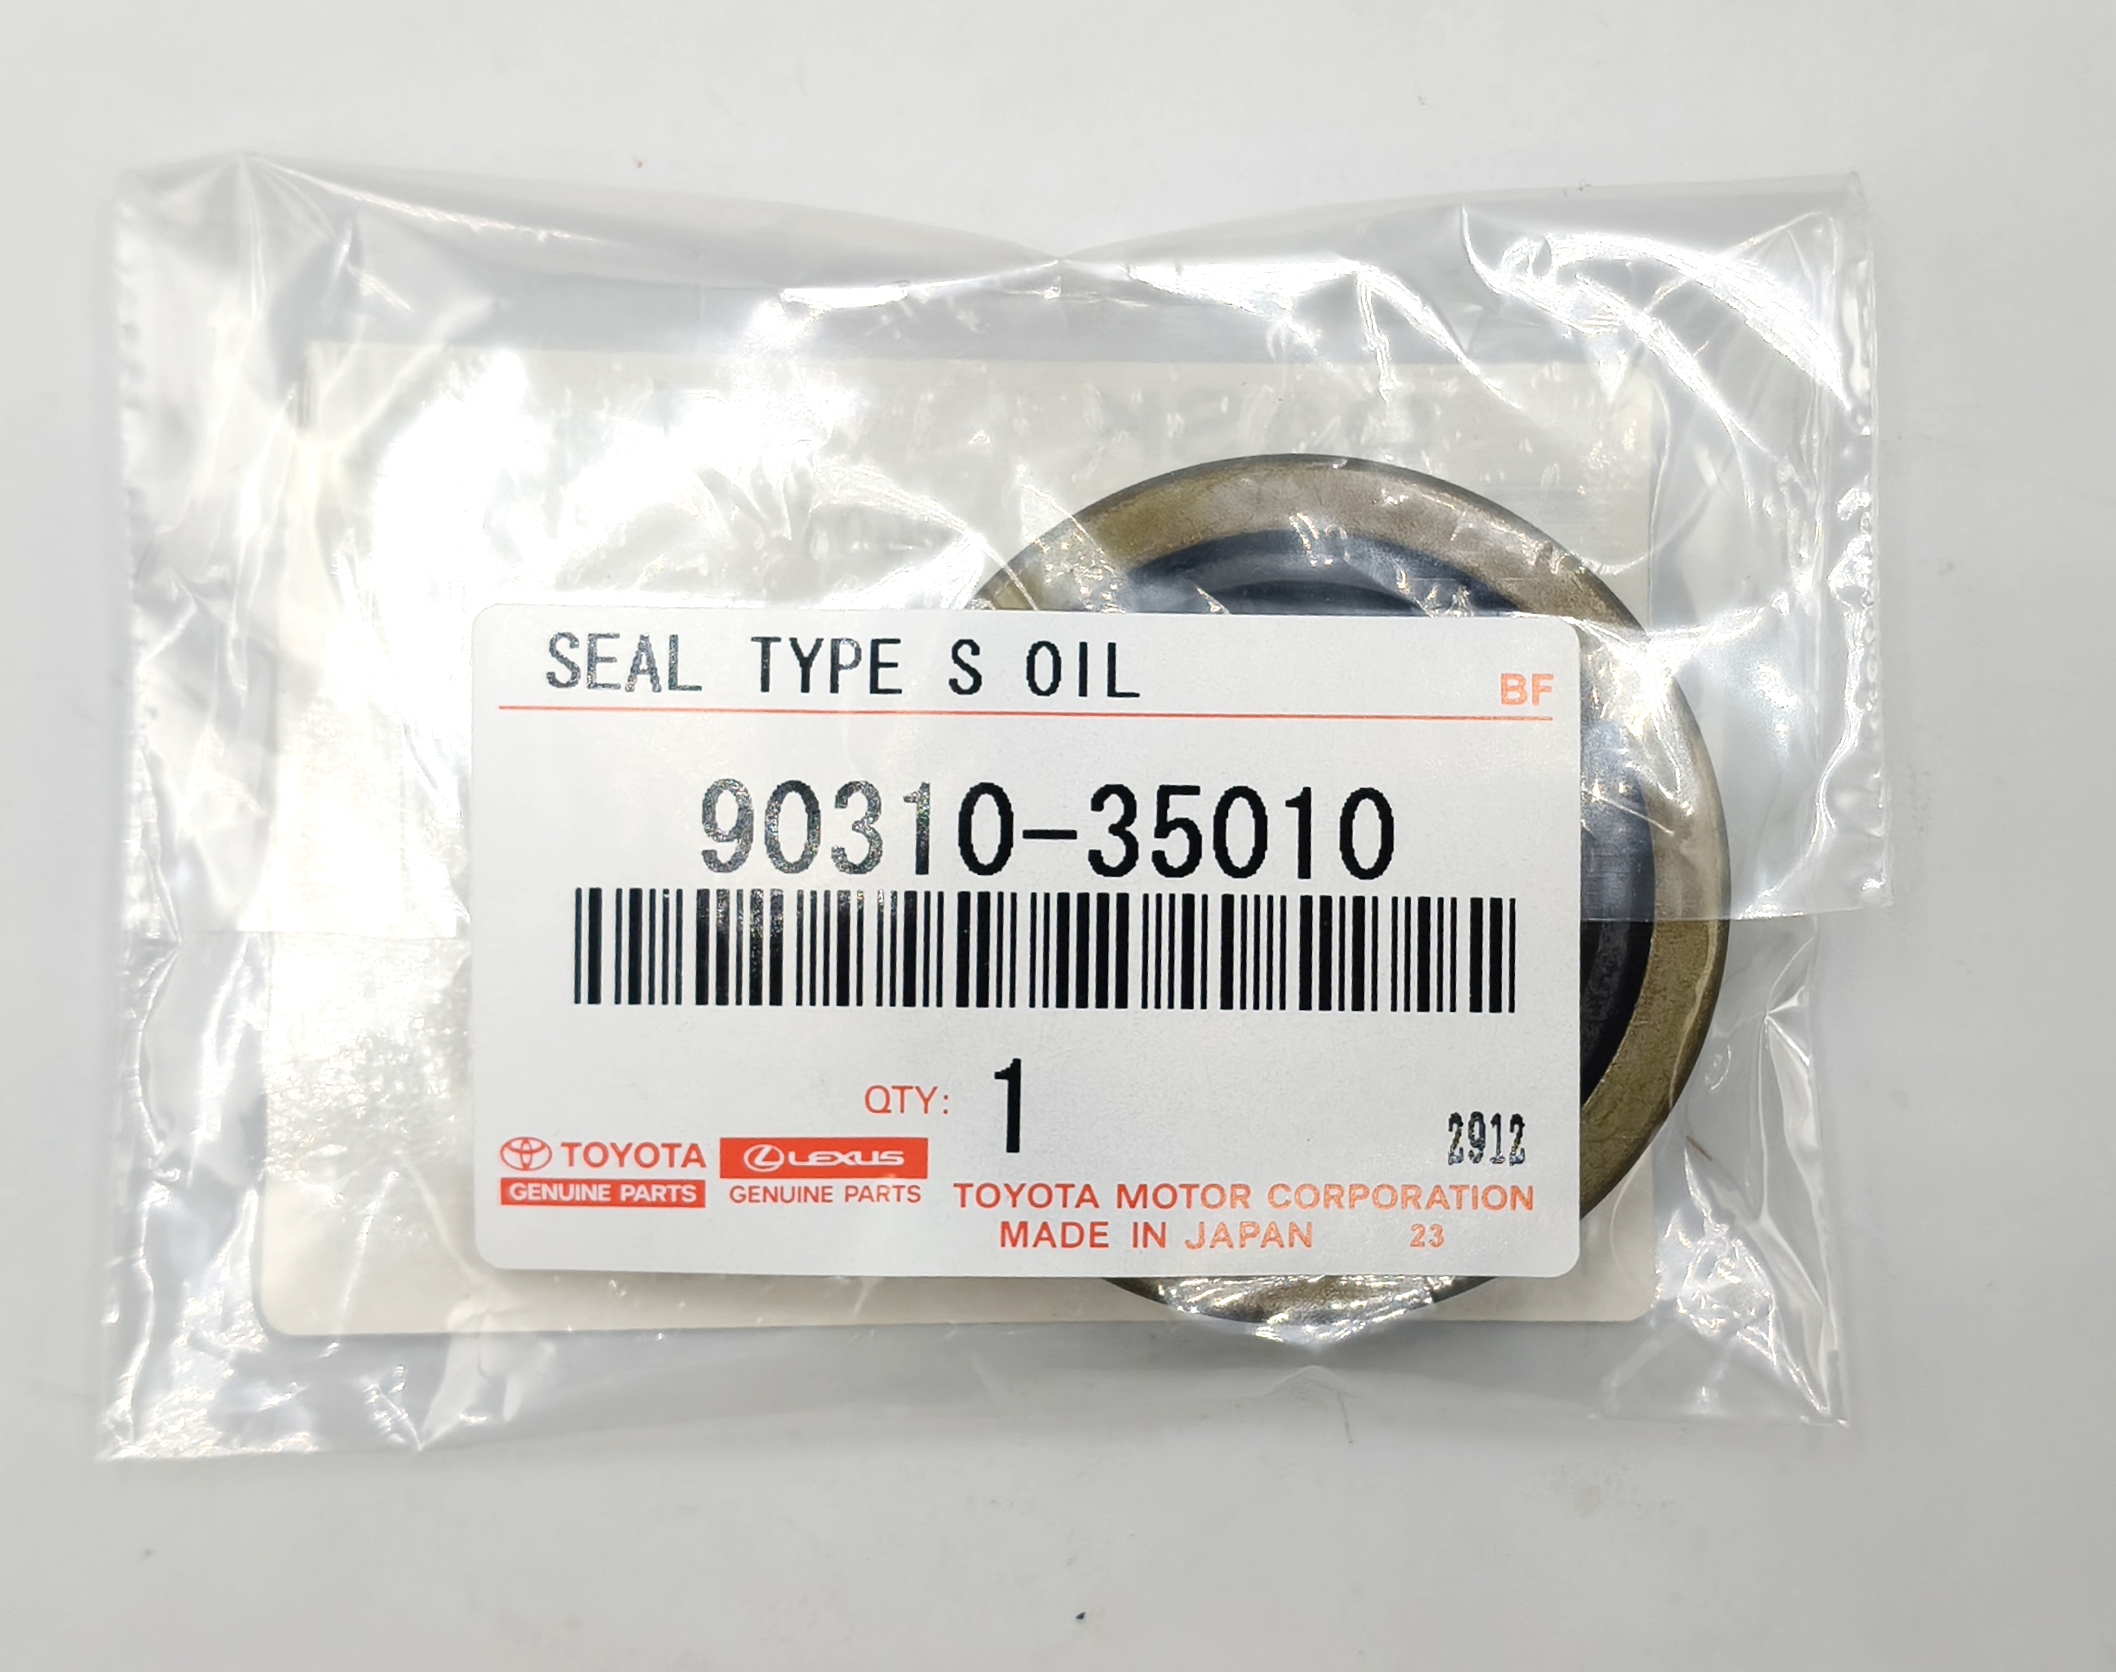 SEAL TYPE S OIL
BF
90310-35010
QTY: 1
2912
TOYOTA
GENUINE PARTS
LEXUS
GENUINE PARTS
TOYOTA MOTOR CORPORATION
MADE IN JAPAN 23